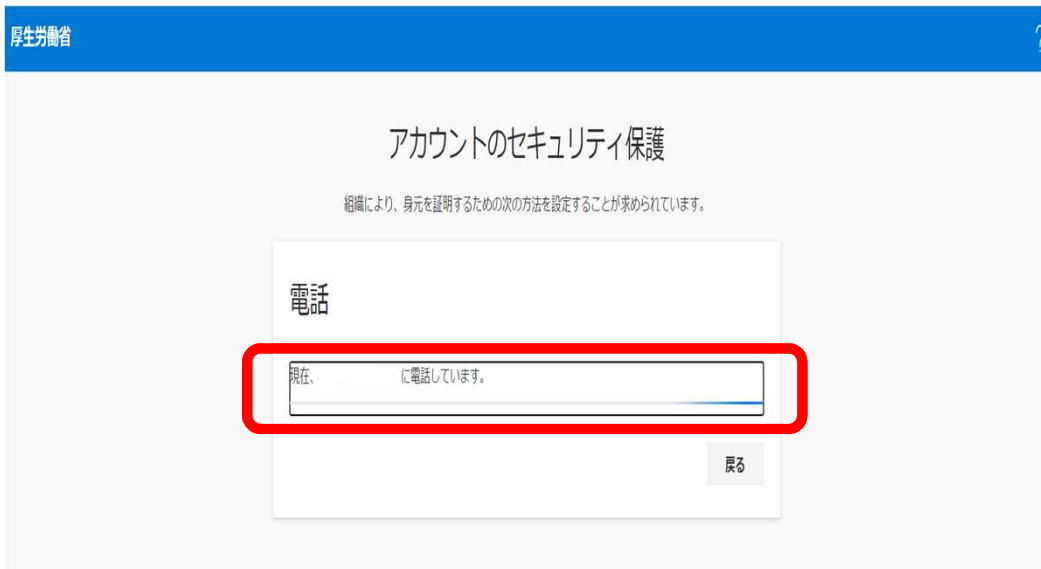 厚生労働省
アカウントのセキュリティ保護
組織により、身元を証明するための次の方法を設定することが求められています。
電話
現在、 に電話しています。
戻る